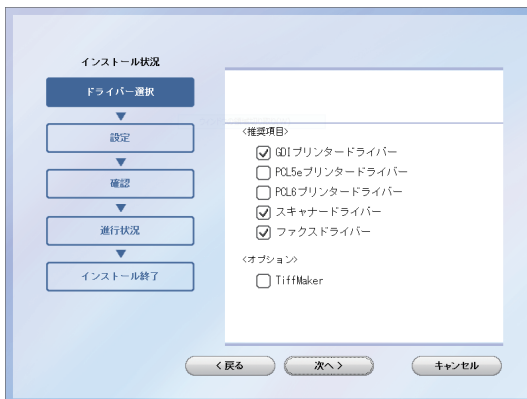 インストール状況
ドライバー選択
設定
確認
進行状況
インストール終了
<推奨項目>
GDIプリンタードライバー
PCL5eプリンタードライバー
PCL6プリンタードライバー
スキャナードライバー
ファクスドライバー
<オプション>
TiffMaker
<戻る
次へ>
キャンセル